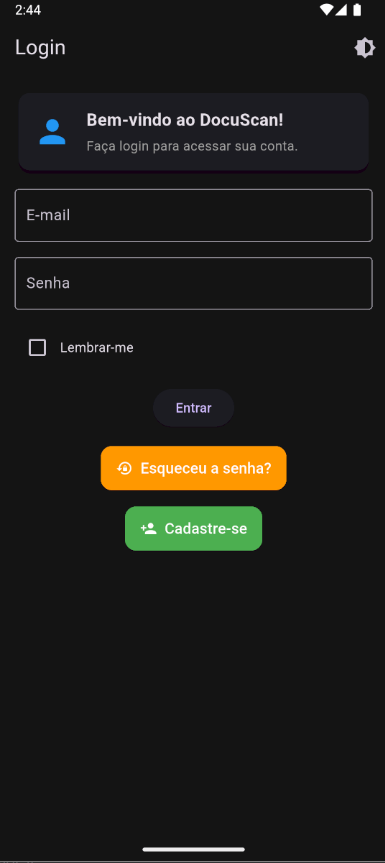 2:44
Login
Bem-vindo ao DocuScan!
Faça login para acessar sua conta.
E-mail
Senha
Lembrar-me
Entrar
Esqueceu a senha?
Cadastre-se